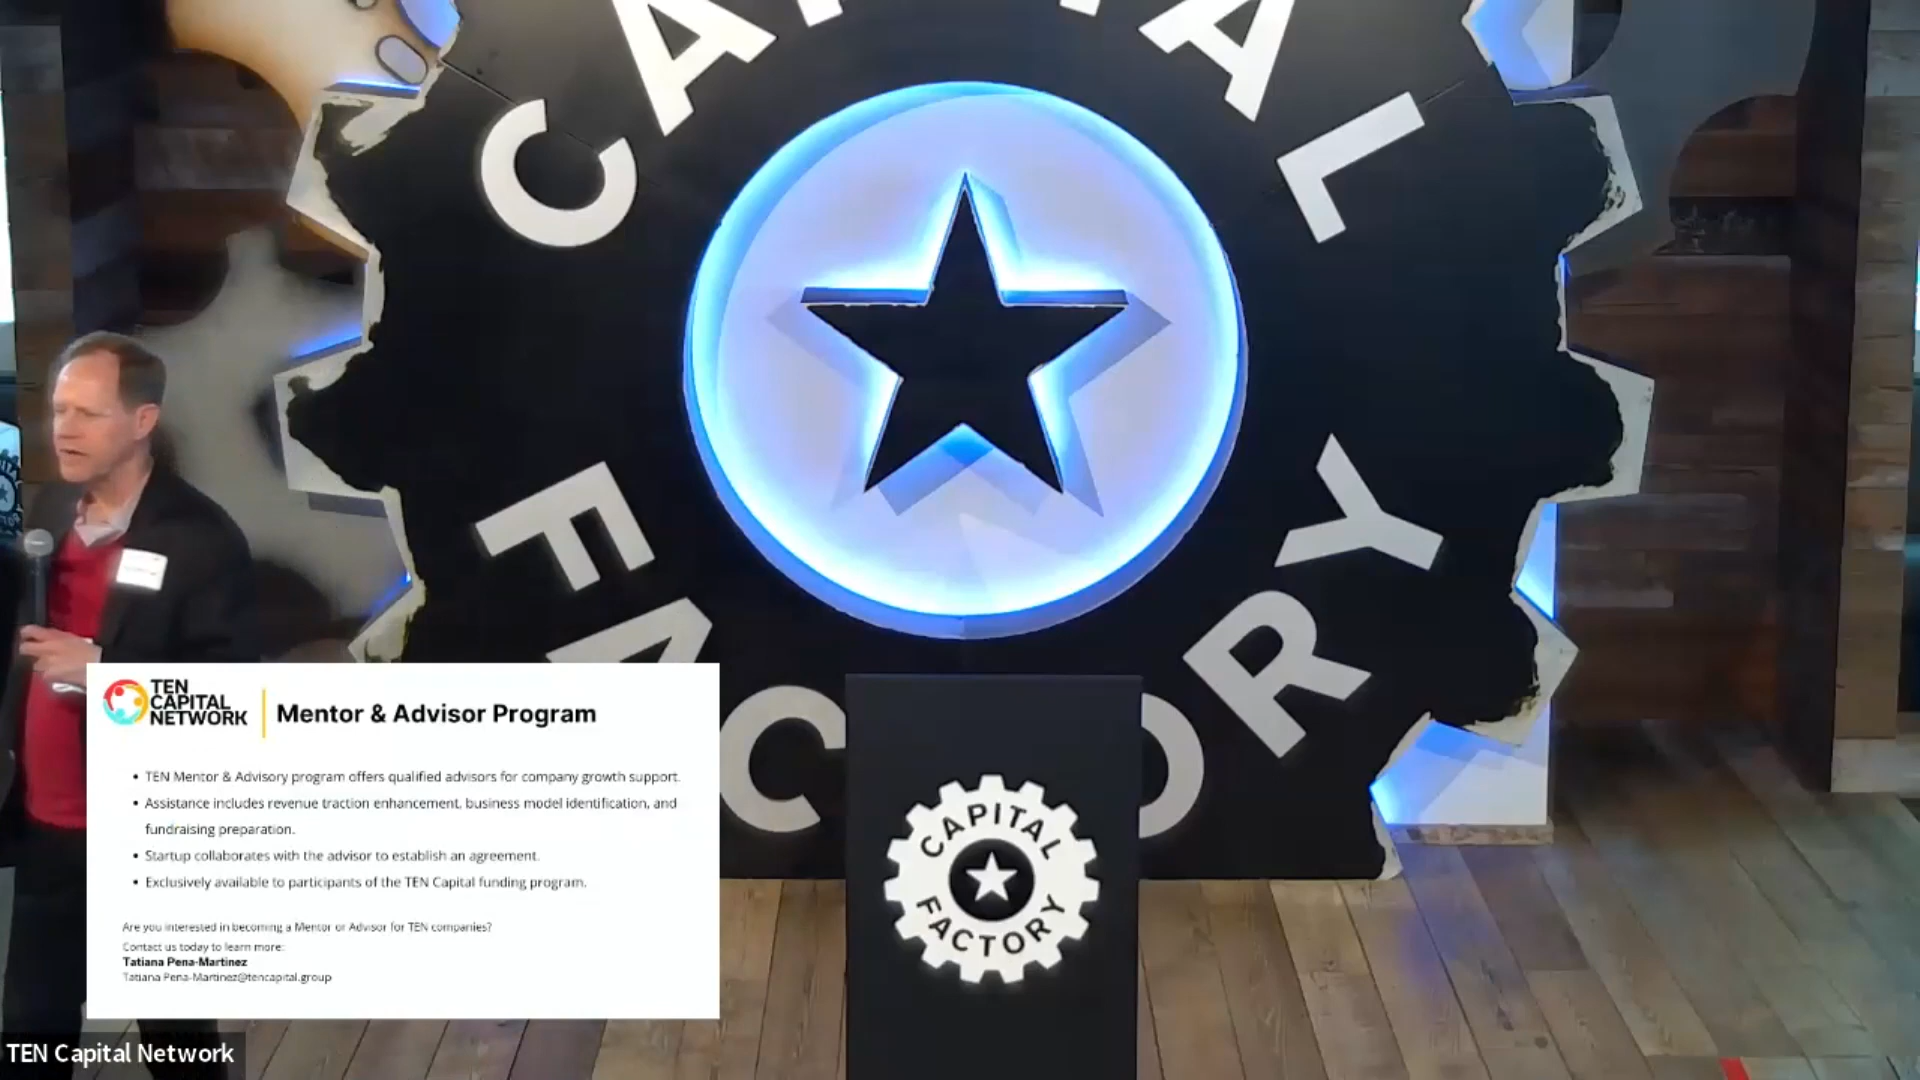 CAPITAL
FACTORY
TEN
CAPITAL
NETWORK
Mentor & Advisor Program
• TEN Mentor & Advisory program offers qualified advisors for company growth support.
• Assistance includes revenue traction enhancement, business model identification, and
fundraising preparation.
• Startup collaborates with the advisor to establish an agreement.
• Exclusively available to participants of the TEN Capital funding program.
Are you interested in becoming a Mentor or Advisor for TEN companies?
Contact us today to learn more:
Tatiana Pena-Martinez
Tatiana Pena-Martinez@tencapital.group
CAPITAL
FACTORY
TEN Capital Network